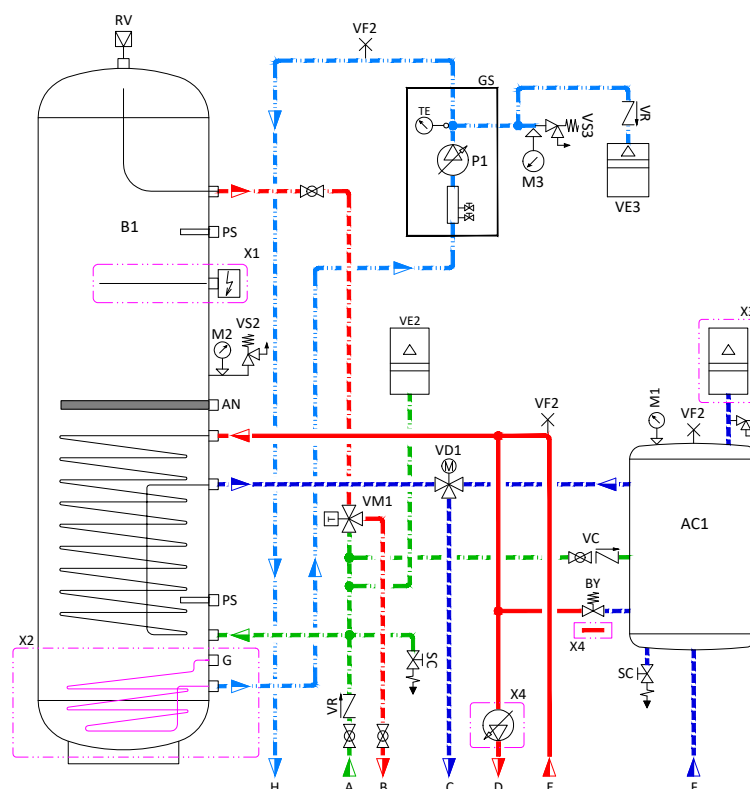 RV
VF2
GS
TE
VS3
VR
P1
M3
VE3
B1
PS
X1
M2
VS2
VE2
X3
AN
VF2
M1
VF2
VD1
M
AC1
T
VM1
VC
BY
PS
X4
X2
G
SC
SC
VR
X4
H
A
B
C
D
E
F